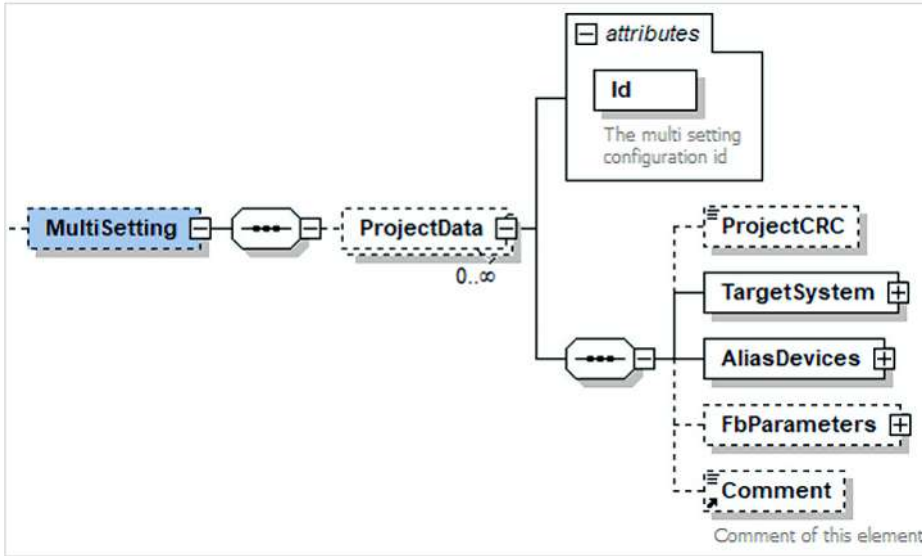 attributes
Id
The multi setting
configuration id
MultiSetting
ProjectData
0..∞
ProjectCRC
TargetSystem
AliasDevices
FbParameters
Comment
Comment of this element